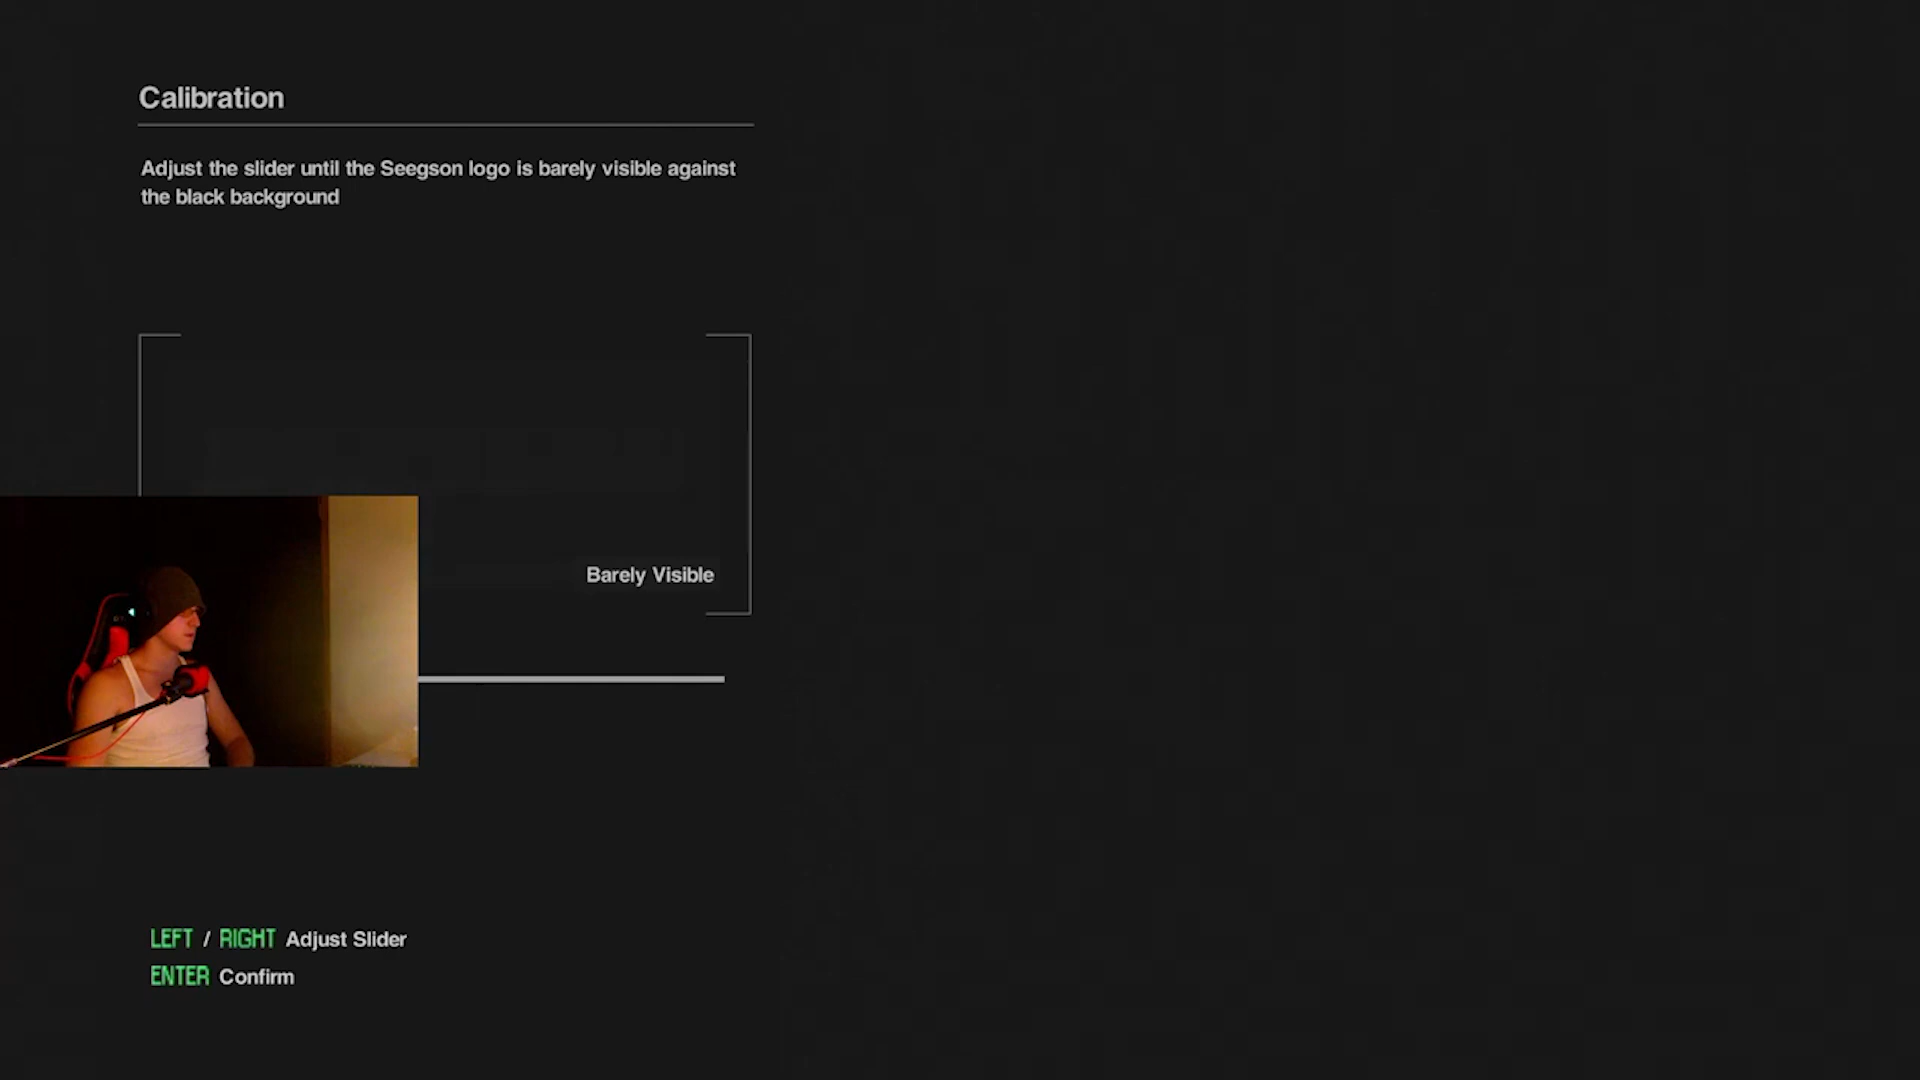 Calibration
Adjust the slider until the Seegson logo is barely visible against
the black background
Barely Visible
LEFT / RIGHT Adjust Slider
ENTER Confirm